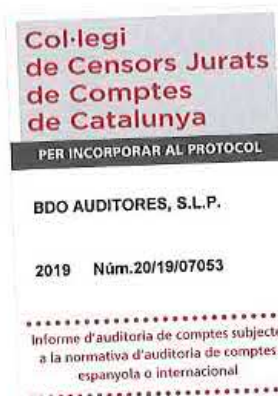 Col·legi
de Censors Jurats
de Comptes
de Catalunya
PER INCORPORAR AL PROTOCOL
BDO AUDITORES, S.L.P.
2019 Núm.20/19/07053
Informe d'auditoria de comptes subjecte
a la normativa d'auditoria de comptes
espanyola o internacional